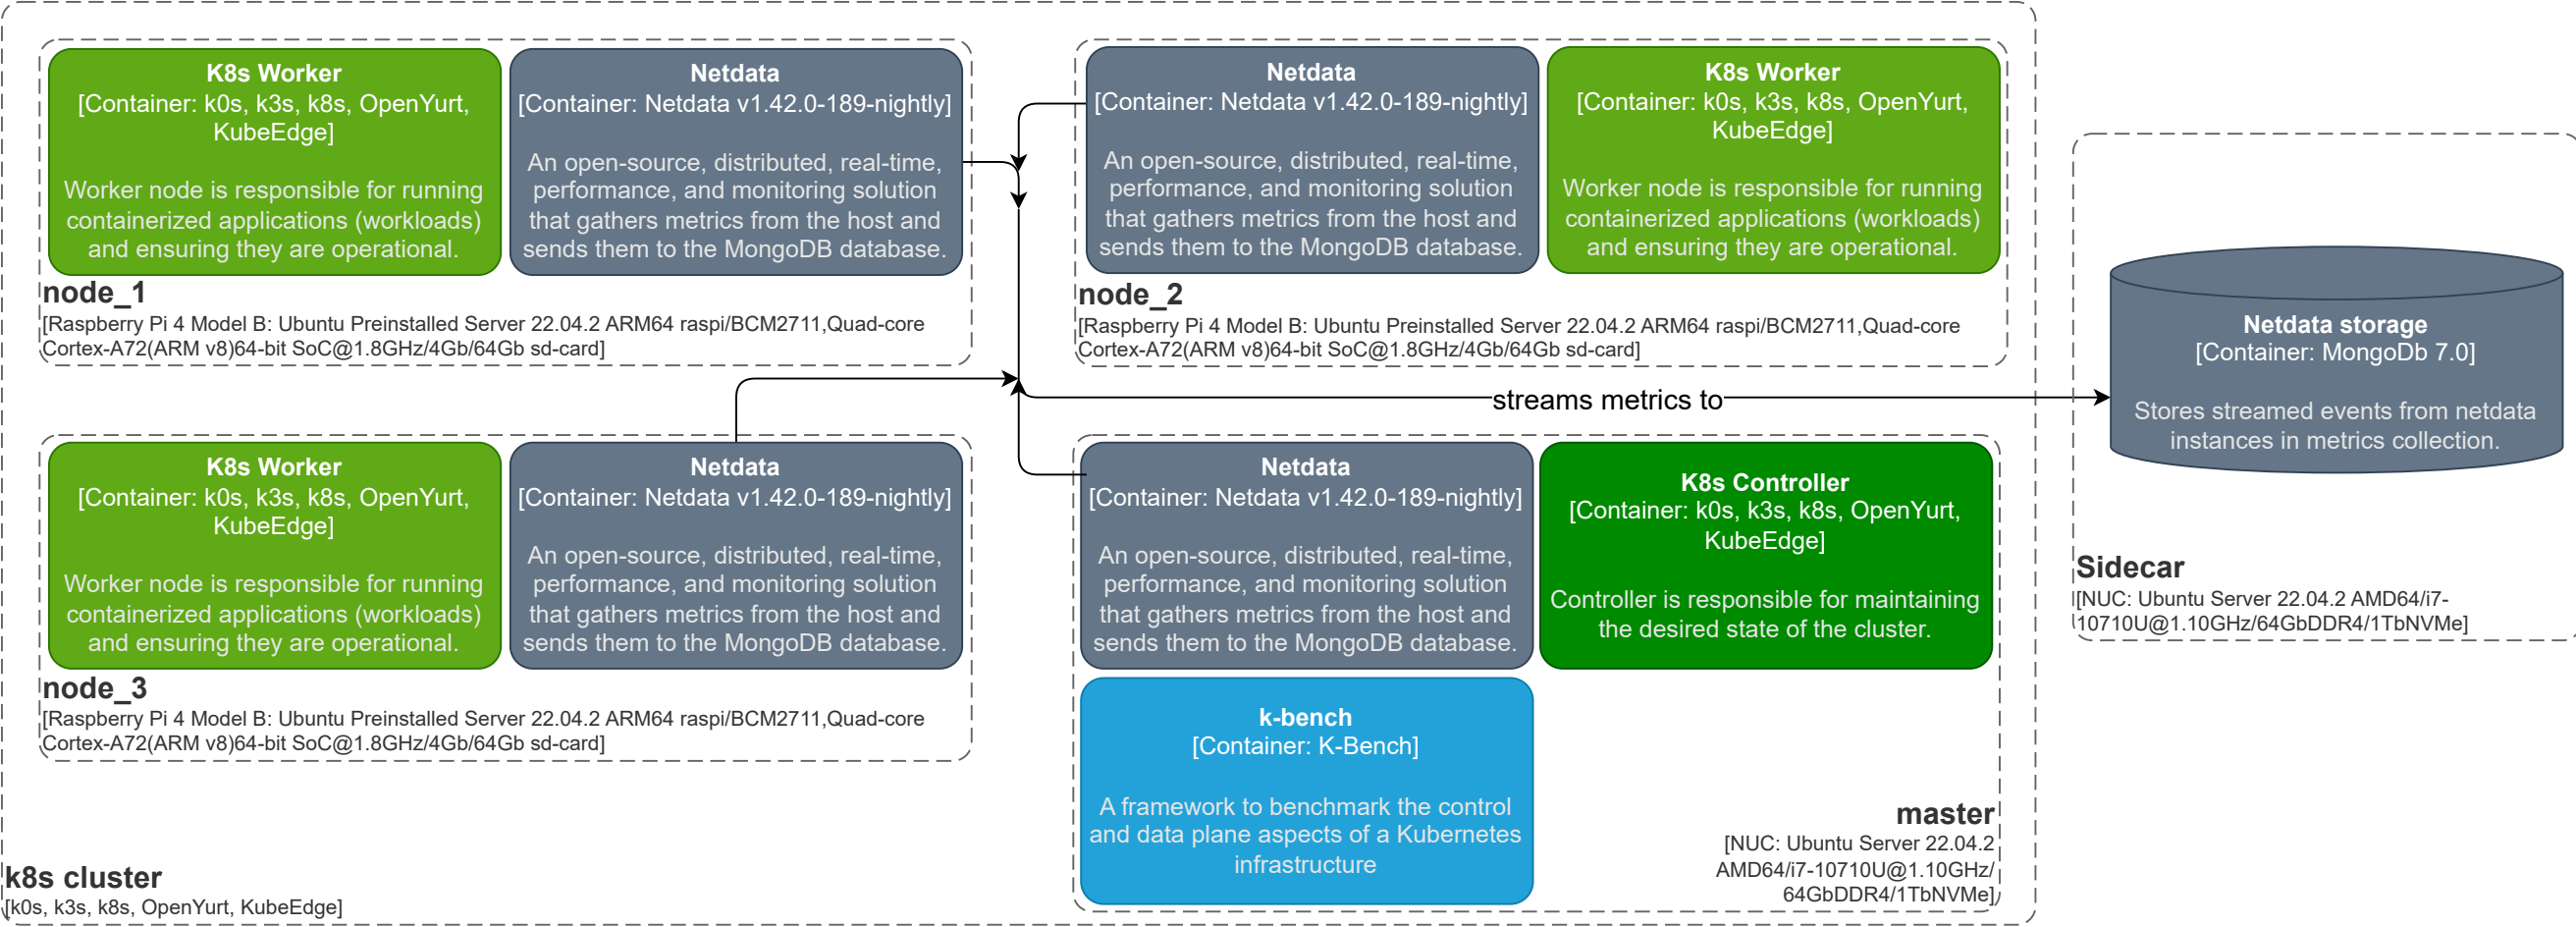 K8s Worker
[Container: k0s, k3s, k8s, OpenYurt,
KubeEdge]
Worker node is responsible for running
containerized applications (workloads)
and ensuring they are operational.
Netdata
[Container: Netdata v1.42.0-189-nightly]
An open-source, distributed, real-time,
performance, and monitoring solution
that gathers metrics from the host and
sends them to the MongoDB database.
node_1
[Raspberry Pi 4 Model B: Ubuntu Preinstalled Server 22.04.2 ARM64 raspi/BCM2711,Quad-core
Cortex-A72(ARM v8)64-bit SoC@1.8GHz/4Gb/64Gb sd-card]
Netdata
[Container: Netdata v1.42.0-189-nightly]
An open-source, distributed, real-time,
performance, and monitoring solution
that gathers metrics from the host and
sends them to the MongoDB database.
K8s Worker
[Container: k0s, k3s, k8s, OpenYurt,
KubeEdge]
Worker node is responsible for running
containerized applications (workloads)
and ensuring they are operational.
node_2
[Raspberry Pi 4 Model B: Ubuntu Preinstalled Server 22.04.2 ARM64 raspi/BCM2711,Quad-core
Cortex-A72(ARM v8)64-bit SoC@1.8GHz/4Gb/64Gb sd-card]
streams metrics to
Netdata storage
[Container: MongoDb 7.0]
Stores streamed events from netdata
instances in metrics collection.
Sidecar
[NUC: Ubuntu Server 22.04.2 AMD64/i7-
10710U@1.10GHz/64GbDDR4/1TbNVMe]
K8s Worker
[Container: k0s, k3s, k8s, OpenYurt,
KubeEdge]
Worker node is responsible for running
containerized applications (workloads)
and ensuring they are operational.
Netdata
[Container: Netdata v1.42.0-189-nightly]
An open-source, distributed, real-time,
performance, and monitoring solution
that gathers metrics from the host and
sends them to the MongoDB database.
node_3
[Raspberry Pi 4 Model B: Ubuntu Preinstalled Server 22.04.2 ARM64 raspi/BCM2711,Quad-core
Cortex-A72(ARM v8)64-bit SoC@1.8GHz/4Gb/64Gb sd-card]
Netdata
[Container: Netdata v1.42.0-189-nightly]
An open-source, distributed, real-time,
performance, and monitoring solution
that gathers metrics from the host and
sends them to the MongoDB database.
K8s Controller
[Container: k0s, k3s, k8s, OpenYurt,
KubeEdge]
Controller is responsible for maintaining
the desired state of the cluster.
k-bench
[Container: K-Bench]
A framework to benchmark the control
and data plane aspects of a Kubernetes
infrastructure
master
[NUC: Ubuntu Server 22.04.2
AMD64/i7-10710U@1.10GHz/
64GbDDR4/1TbNVMe]
k8s cluster
[k0s, k3s, k8s, OpenYurt, KubeEdge]